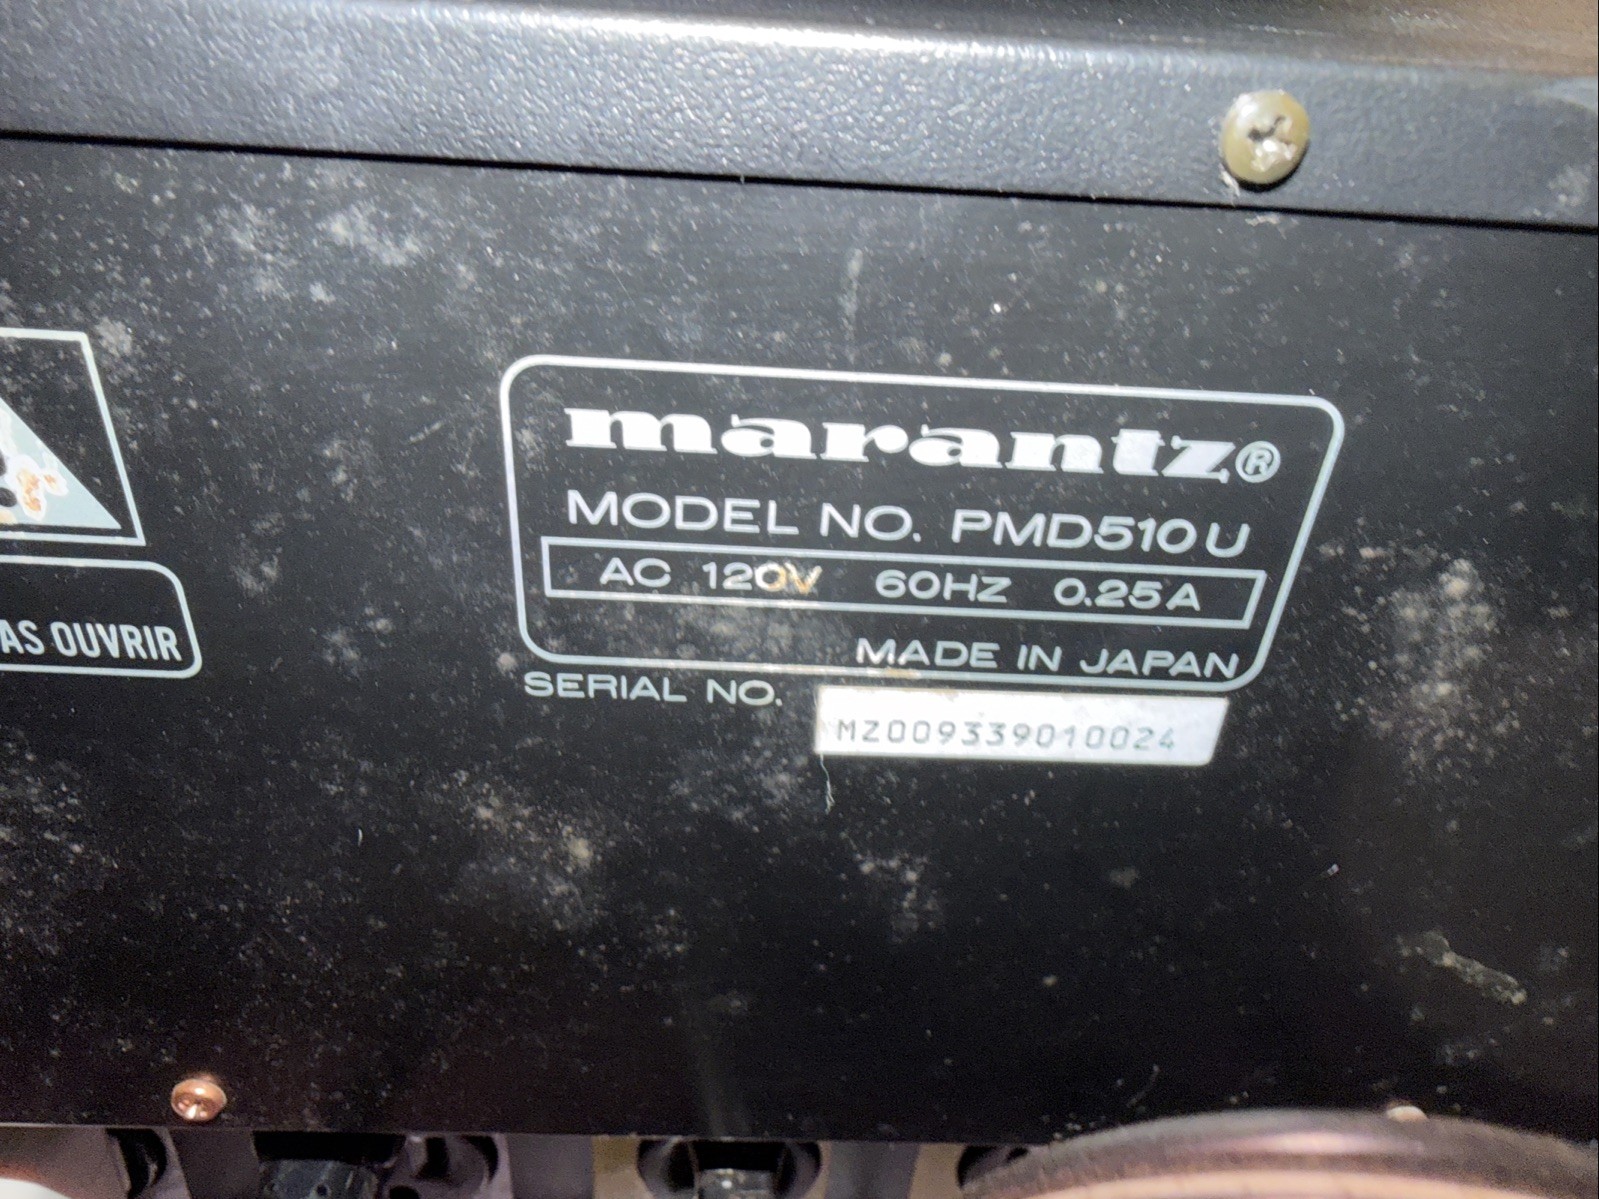 marantz®
MODEL NO. PMD510U
AC 120V 60HZ 0.25A
MADE IN JAPAN
AS OUVRIR
SERIAL NO. MZ009339010024